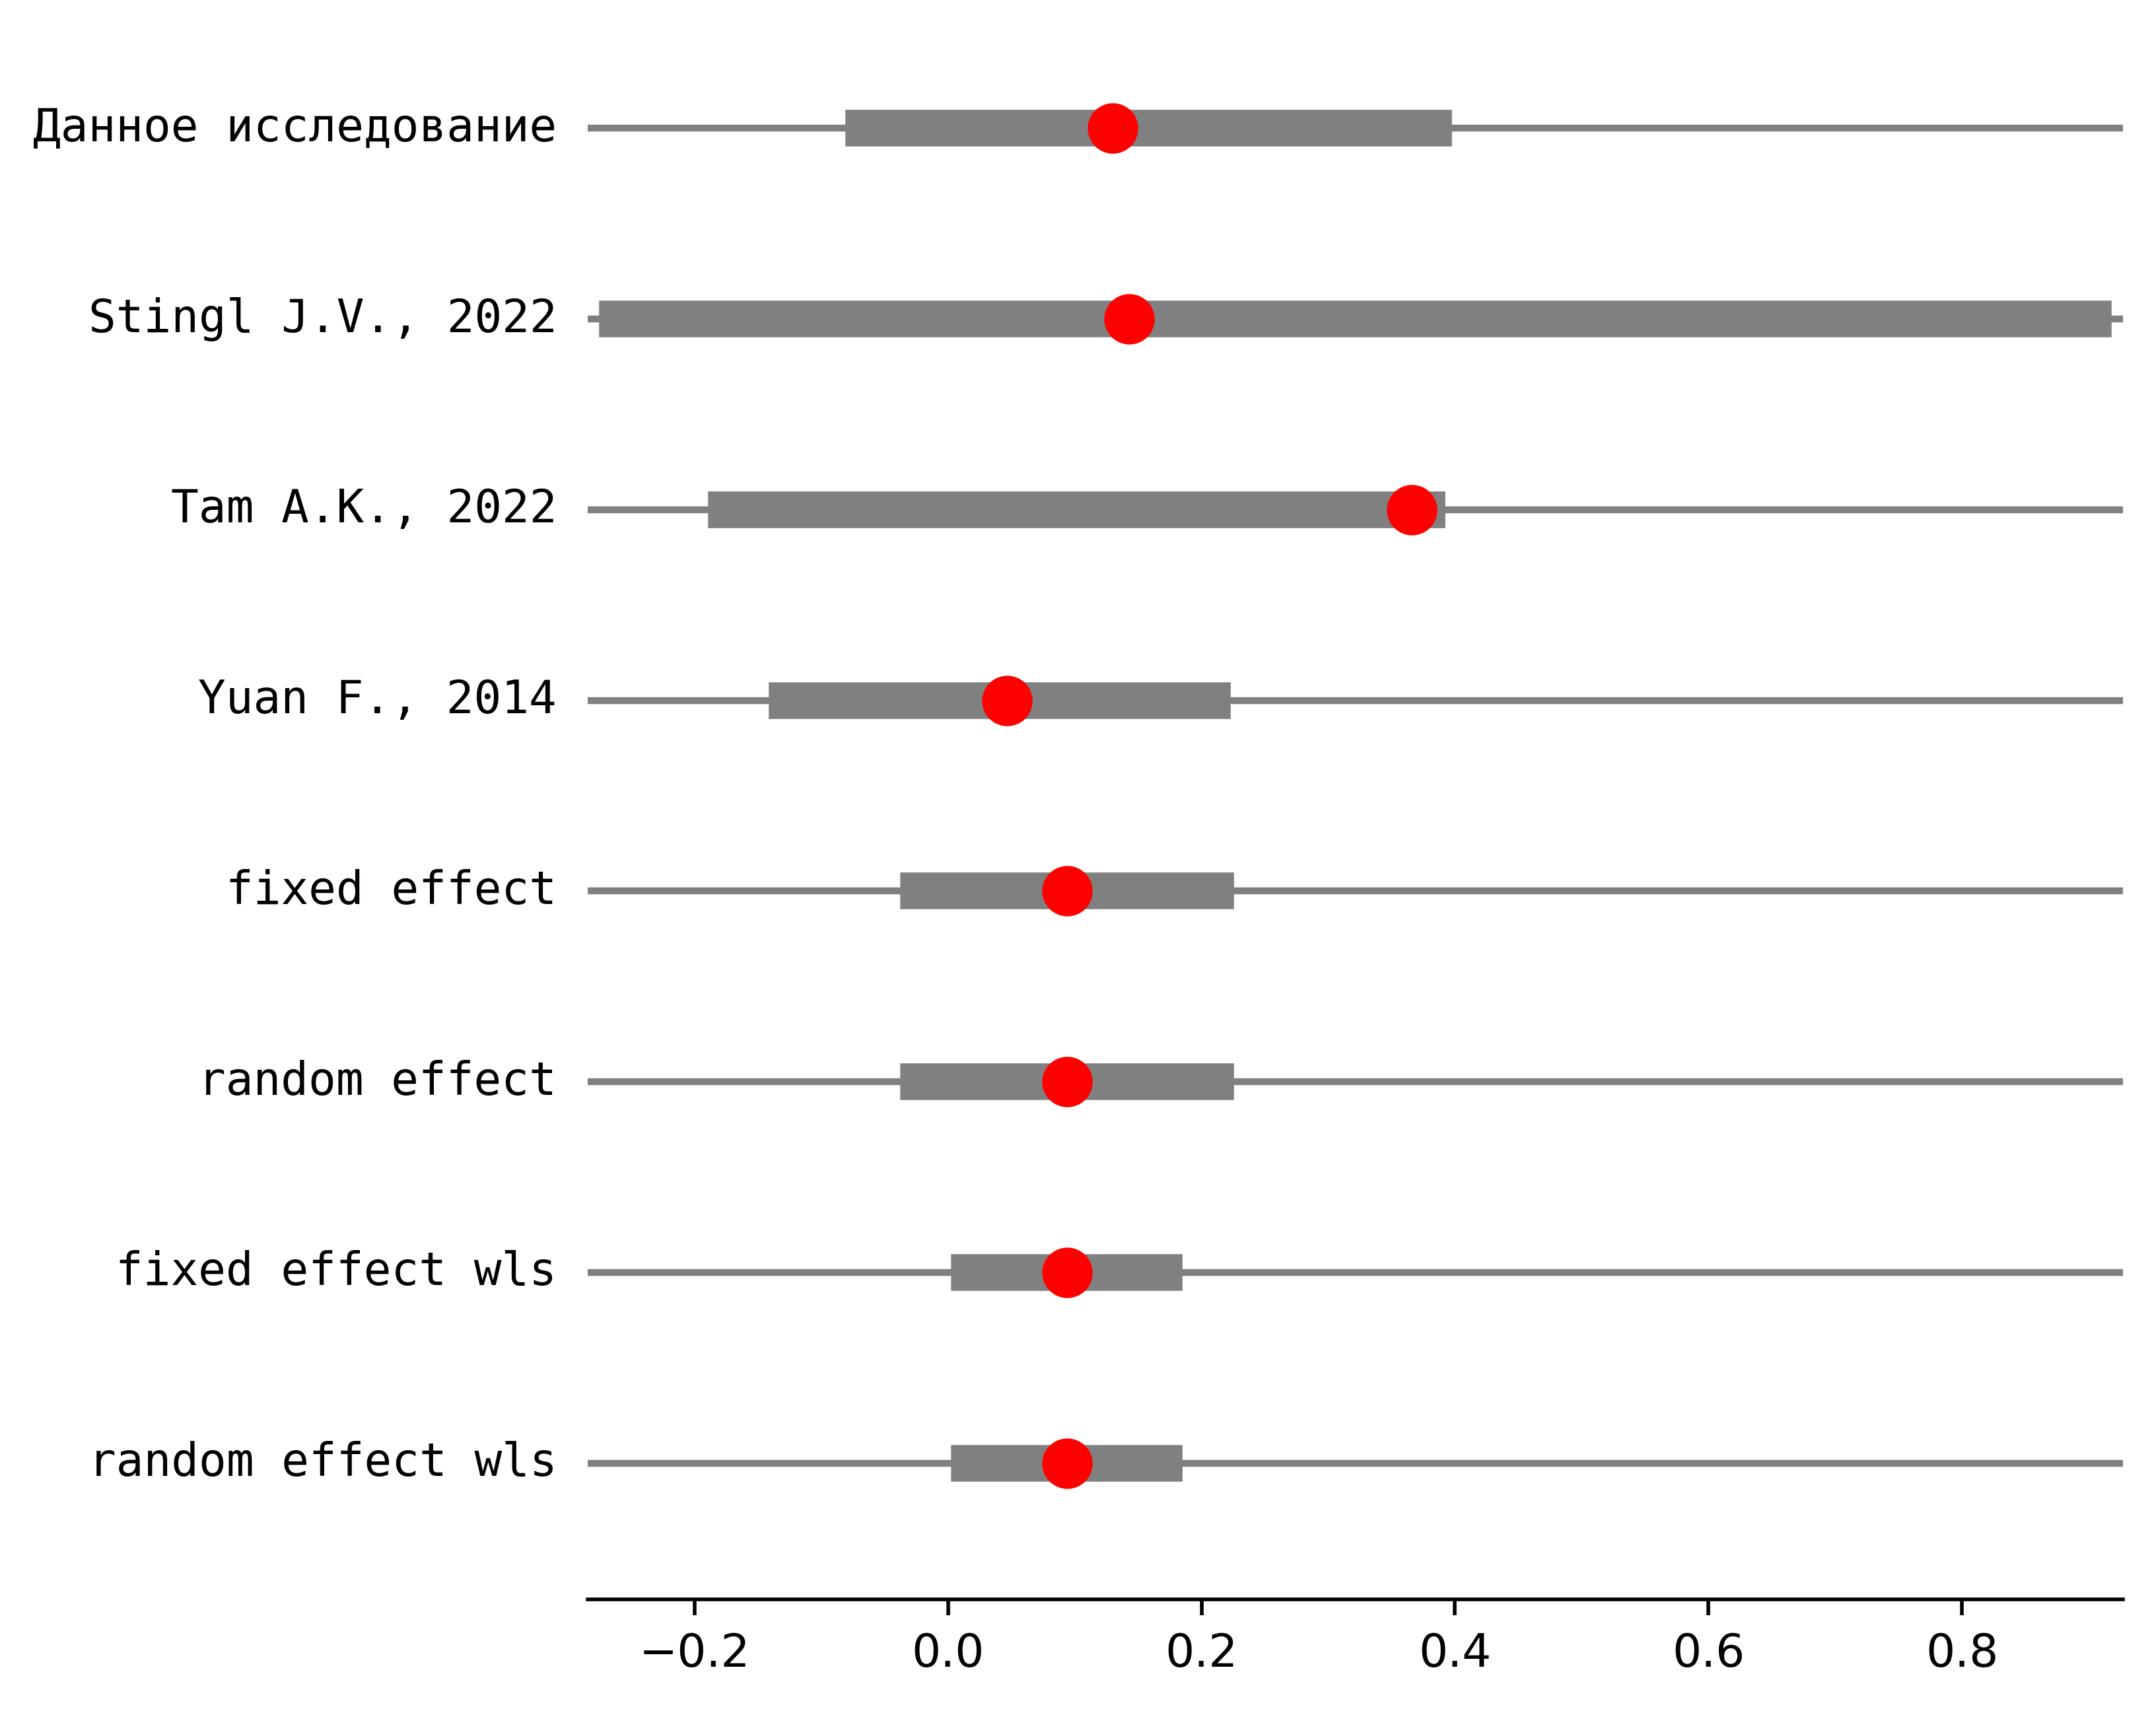 Данное исследование
Stingl J.V., 2022
Tam A.K., 2022
Yuan F., 2014
fixed effect
random effect
fixed effect wls
random effect wls
−0.2 0.0 0.2 0.4 0.6 0.8